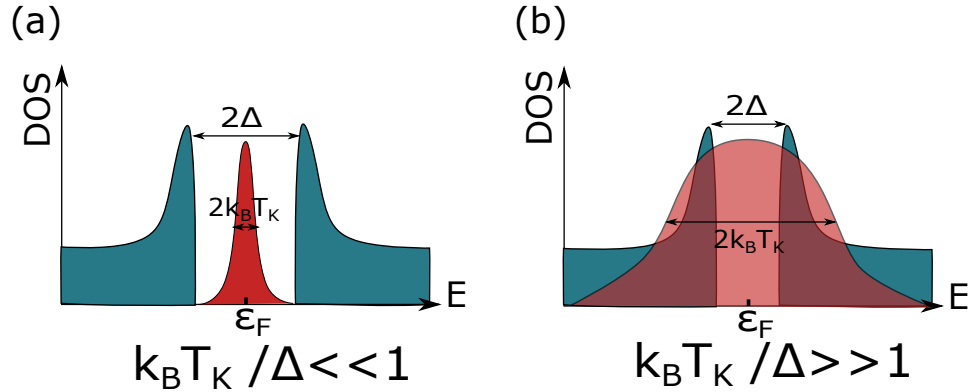 (a)
DOS
2Δ
2k_BT_K
E
ε_F
k_BT_K /Δ<<1
(b)
DOS
2Δ
2k_BT_K
E
ε_F
k_BT_K /Δ>>1